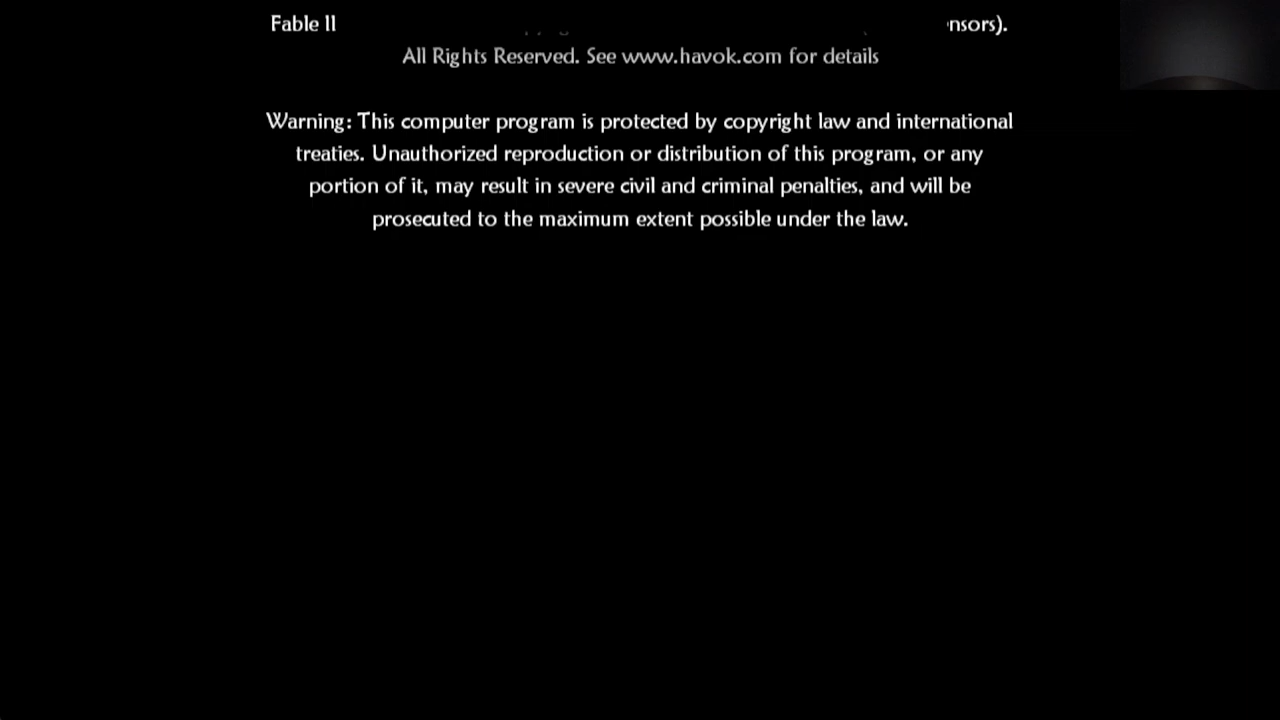 Fable II
All Rights Reserved. See www.havok.com for details
Warning: This computer program is protected by copyright law and international
treaties. Unauthorized reproduction or distribution of this program, or any
portion of it, may result in severe civil and criminal penalties, and will be
prosecuted to the maximum extent possible under the law.